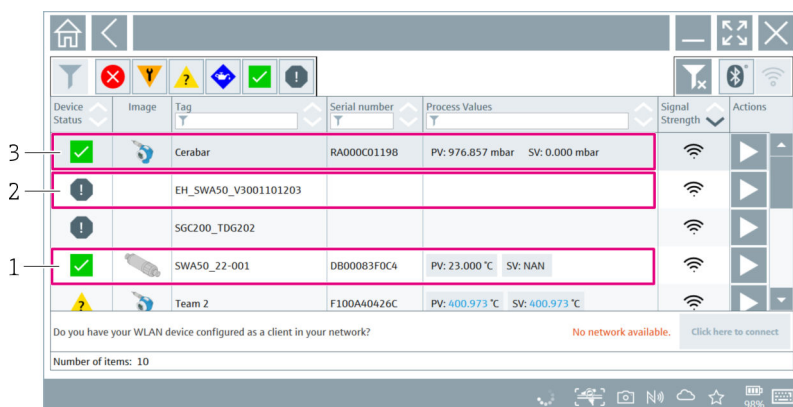 Device Status
Image
Tag
Serial number
Process Values
Signal Strength
Actions
3
Cerabar
RA000C01198
PV: 976.857 mbar SV: 0.000 mbar
2
EH_SWA50_V3001101203
SGC200_TDG202
1
SWA50_22-001
DB00083F0C4
PV: 23.000 °C SV: NAN
Team 2
F100A40426C
PV: 400.973 °C SV: 400.973 °C
Do you have your WLAN device configured as a client in your network?
No network available.
Click here to connect
Number of items: 10
98%